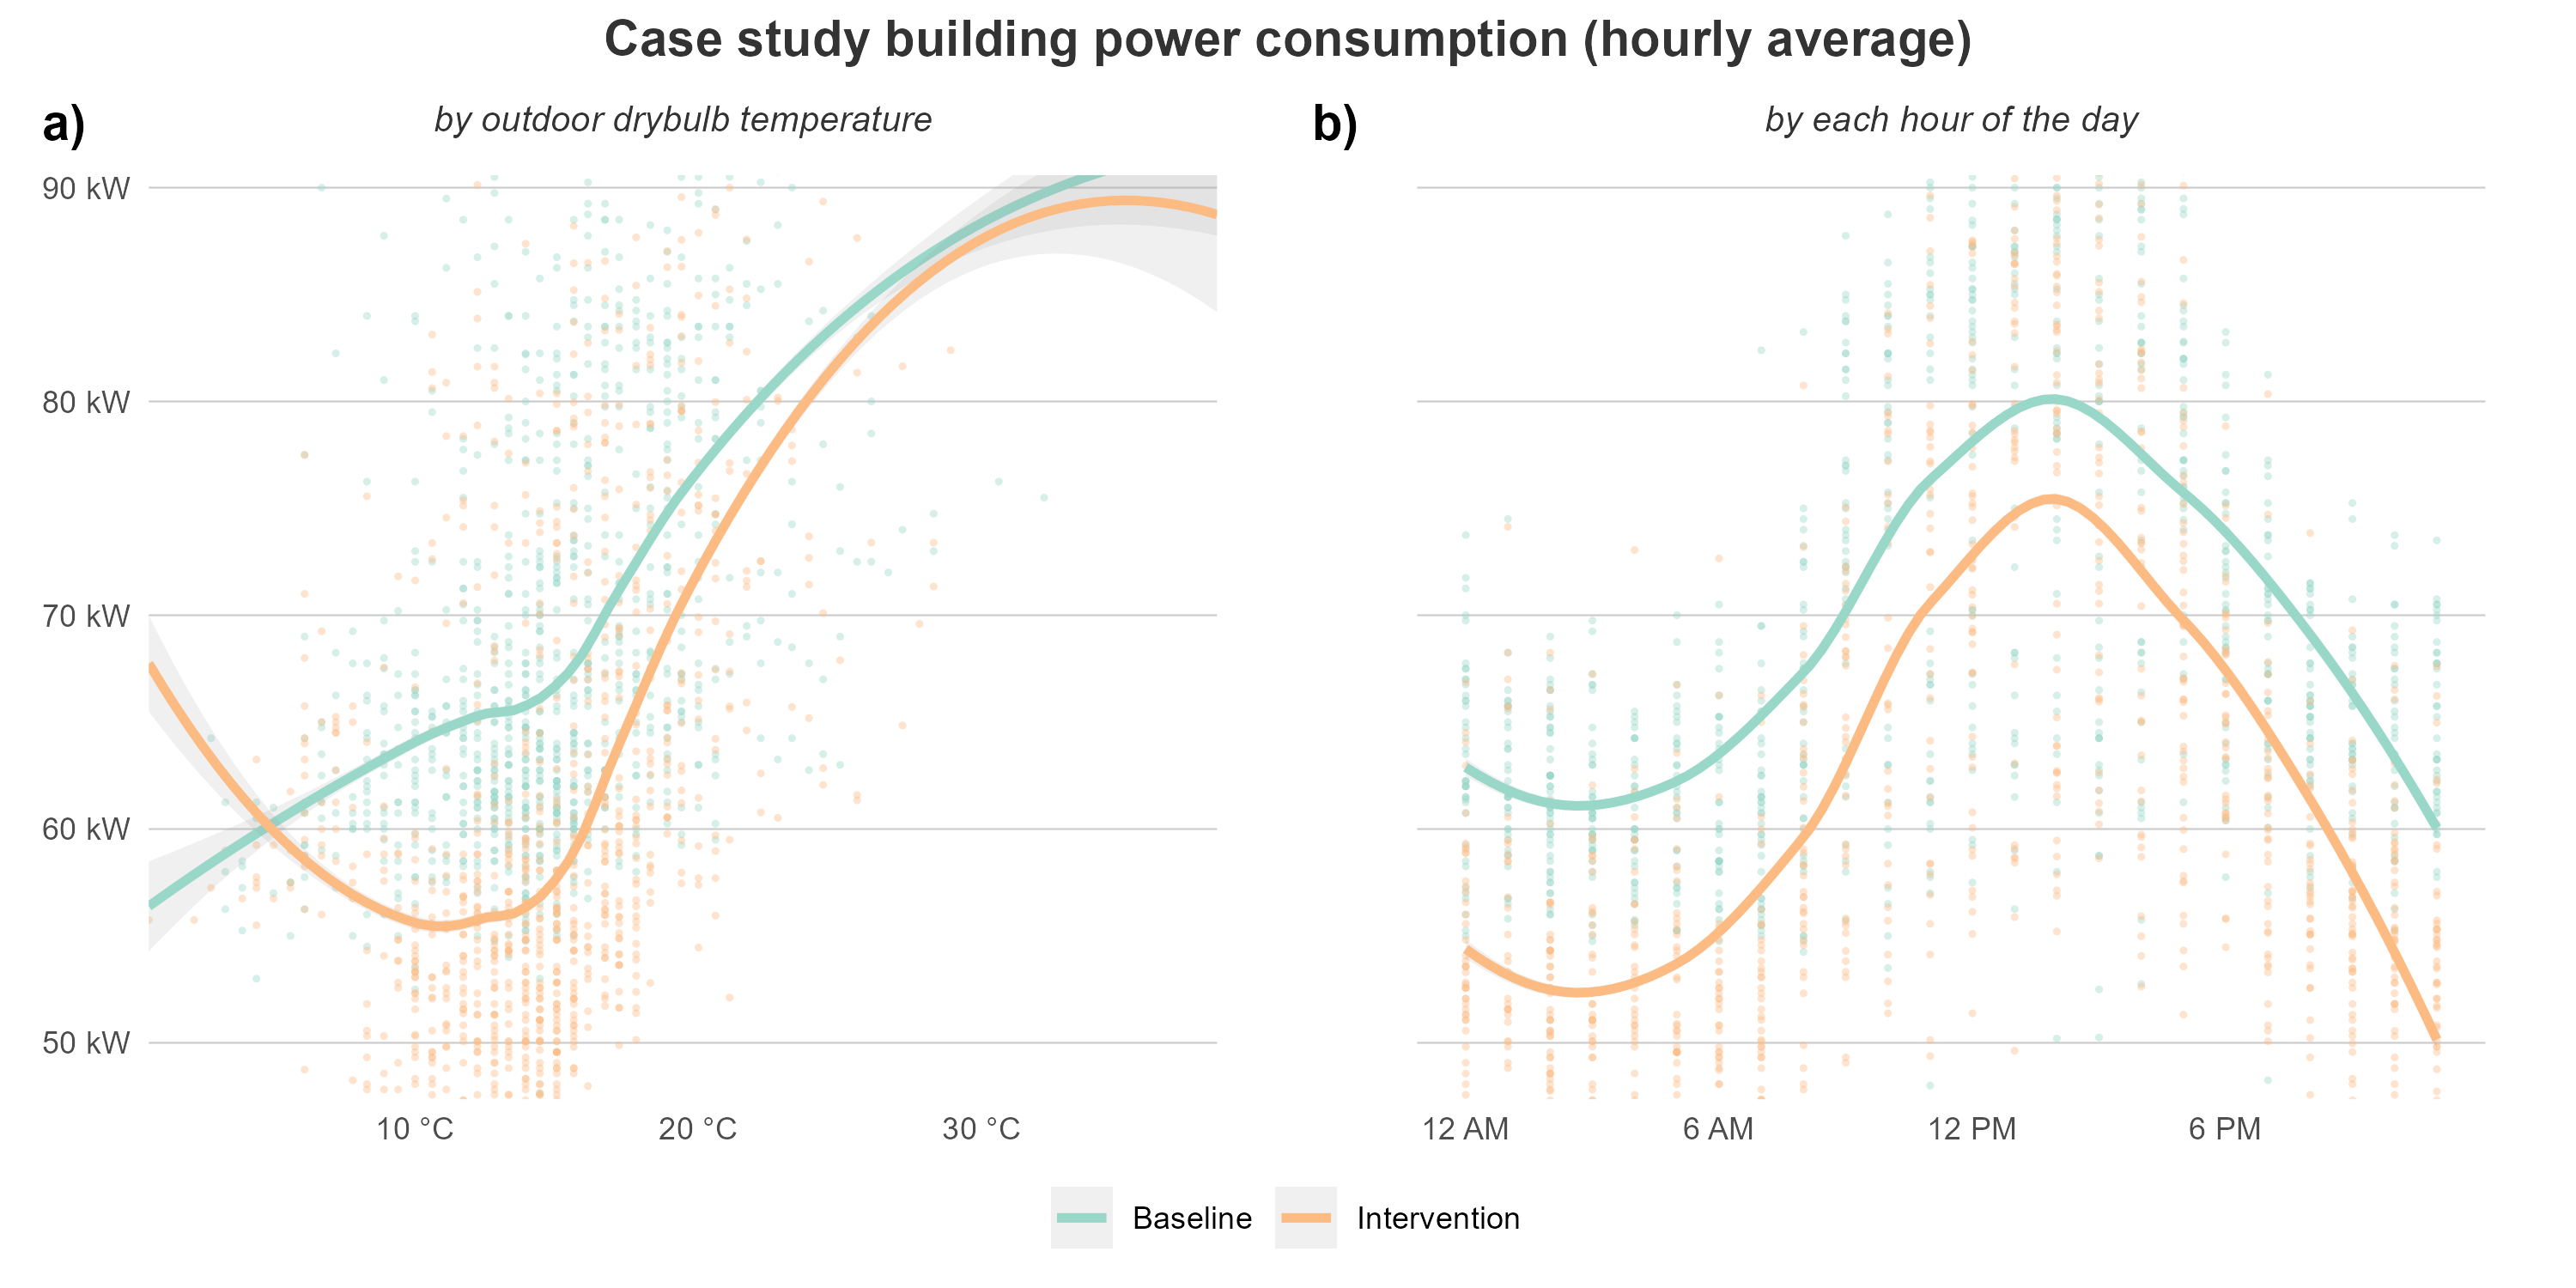 Case study building power consumption (hourly average)
a)
by outdoor drybulb temperature
b)
by each hour of the day
90 kW
80 kW
70 kW
60 kW
50 kW
10 °C
20 °C
30 °C
12 AM
6 AM
12 PM
6 PM
Baseline
Intervention